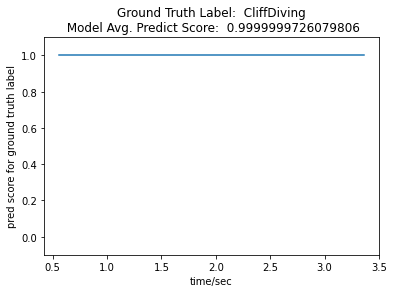 Ground Truth Label:  CliffDiving
Model Avg. Predict Score:  0.9999999726079806
1.0
0.8
0.6
0.4
0.2
0.0
pred score for ground truth label
0.5 1.0 1.5 2.0 2.5 3.0 3.5
time/sec